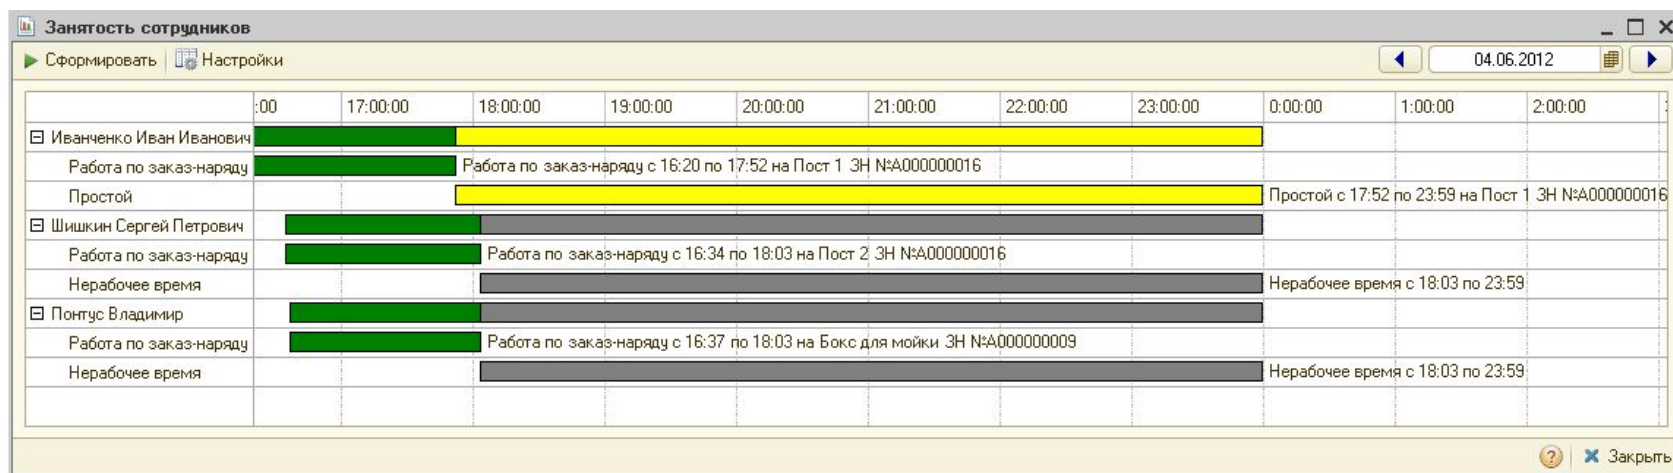 Занятость сотрудников
Сформировать Настройки 04.06.2012
:00 17:00:00 18:00:00 19:00:00 20:00:00 21:00:00 22:00:00 23:00:00 0:00:00 1:00:00 2:00:00
Иванченко Иван Иванович
Работа по заказ-наряду Работа по заказ-наряду с 16:20 по 17:52 на Пост 1 ЗН №А000000016
Простой Простой с 17:52 по 23:59 на Пост 1 ЗН №А000000016
Шишкин Сергей Петрович
Работа по заказ-наряду Работа по заказ-наряду с 16:34 по 18:03 на Пост 2 ЗН №А000000016
Нерабочее время Нерабочее время с 18:03 по 23:59
Понтус Владимир
Работа по заказ-наряду Работа по заказ-наряду с 16:37 по 18:03 на Бокс для мойки ЗН №А000000009
Нерабочее время Нерабочее время с 18:03 по 23:59
? Закрыть